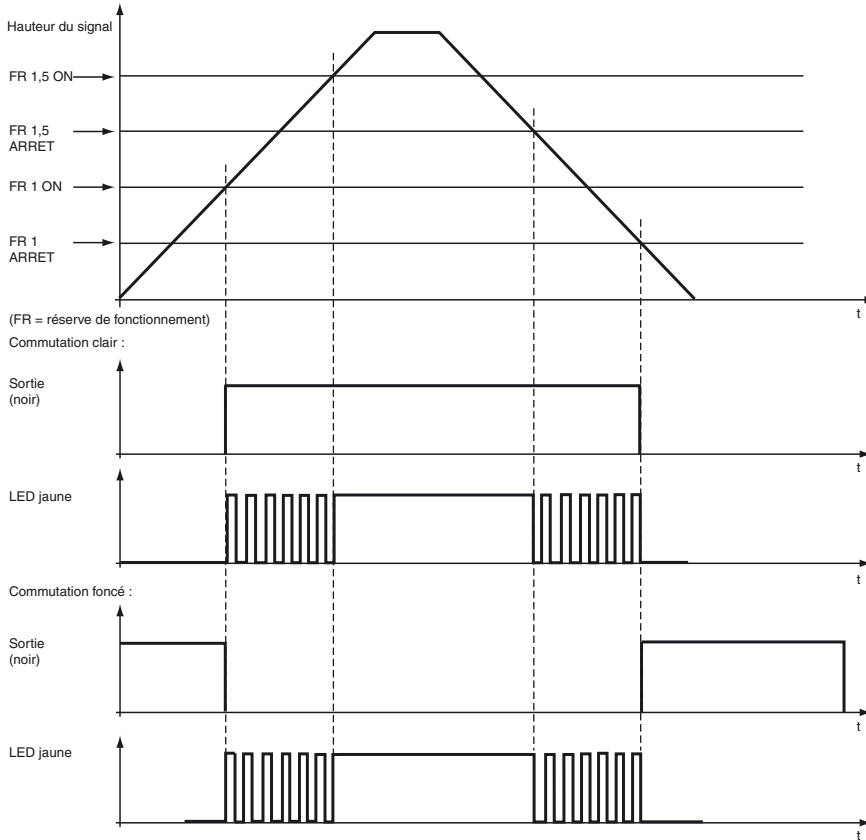 Hauteur du signal
FR 1,5 ON
FR 1,5
ARRET
FR 1 ON
FR 1
ARRET
t
(FR = réserve de fonctionnement)
Commutation clair :
Sortie
(noir)
t
LED jaune
t
Commutation foncé :
Sortie
(noir)
t
LED jaune
t